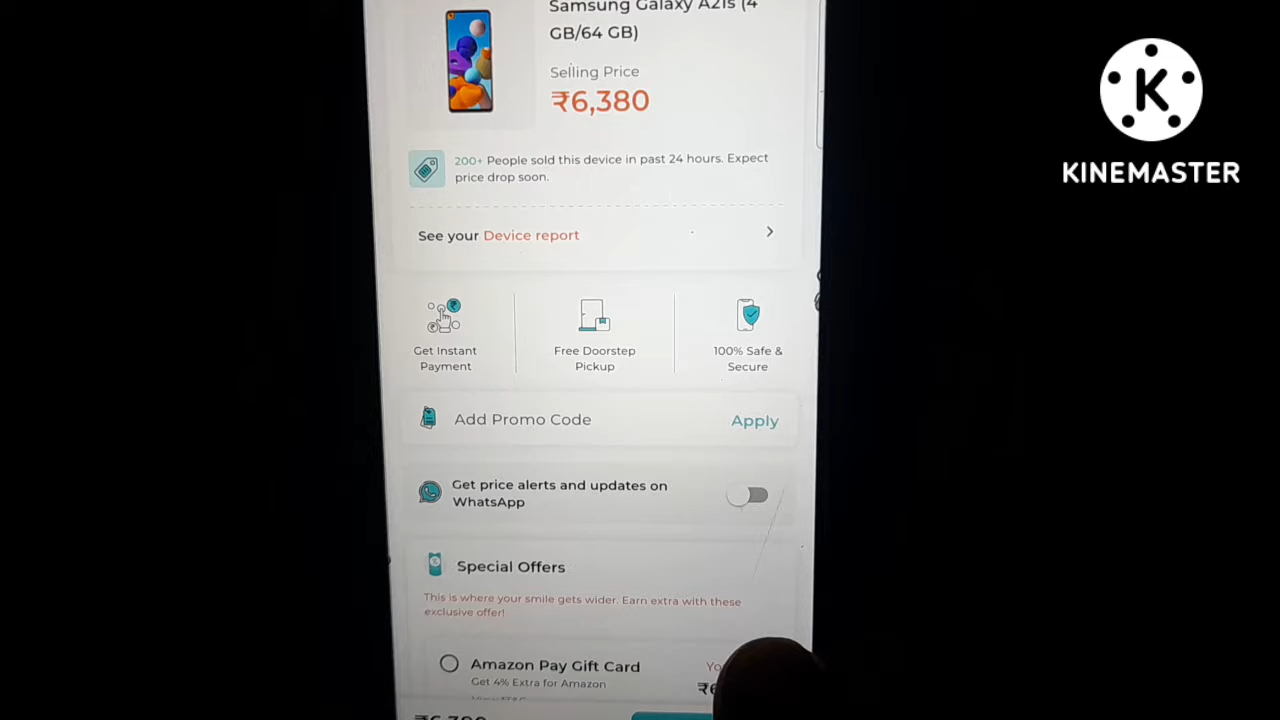 Samsung Galaxy A21s (4
GB/64 GB)
Selling Price
₹6,380
200+ People sold this device in past 24 hours. Expect
price drop soon.
See your Device report
Get Instant
Payment
Free Doorstep
Pickup
100% Safe &
Secure
Add Promo Code
Apply
Get price alerts and updates on
WhatsApp
Special Offers
This is where your smile gets wider. Earn extra with these
exclusive offer!
Amazon Pay Gift Card
Get 4% Extra for Amazon
K
KINEMASTER